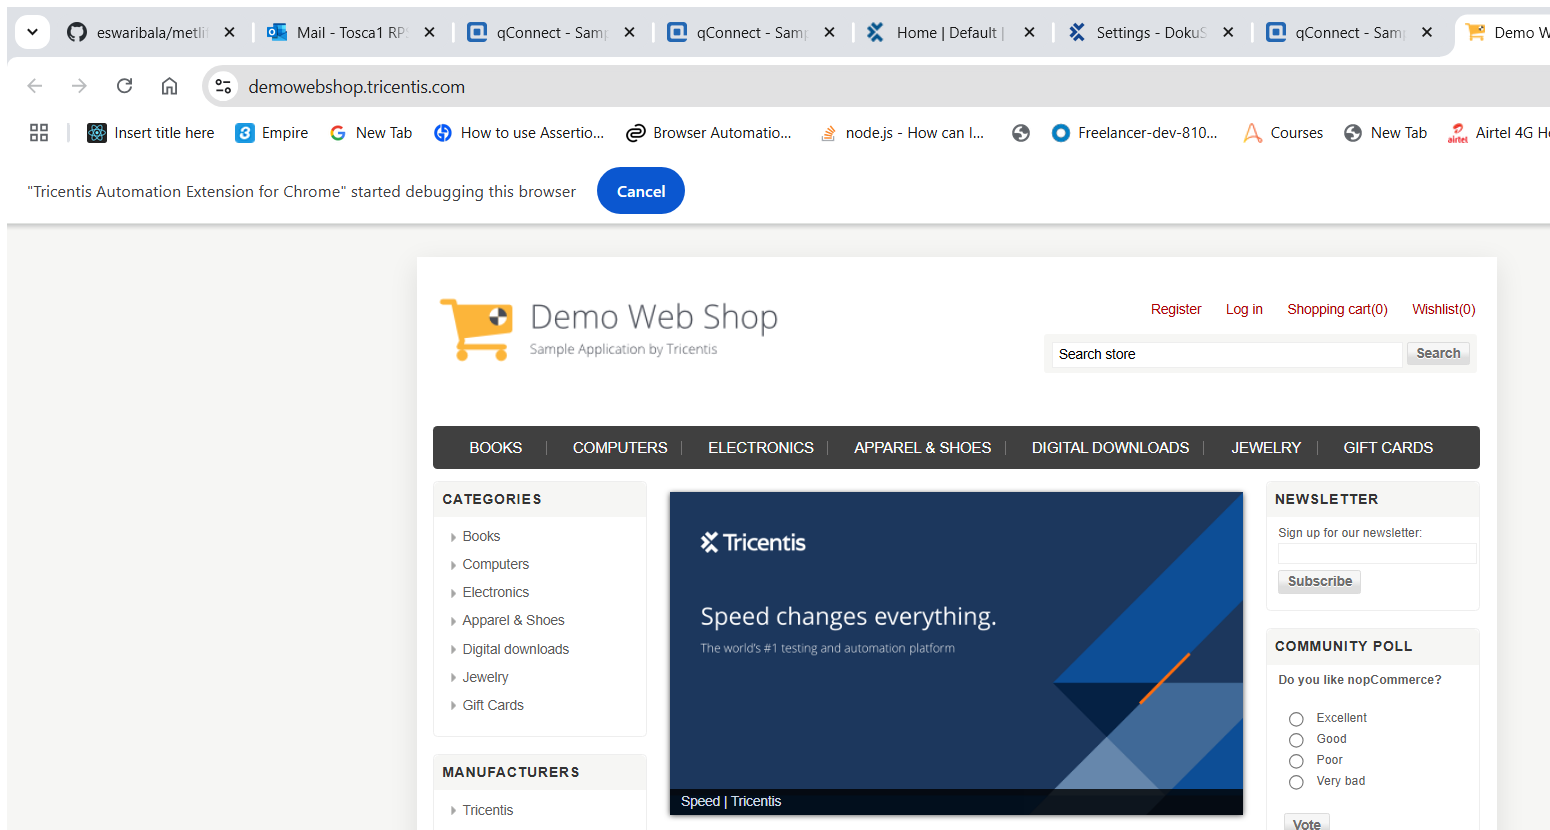 eswaribala/metli
Mail - Tosca1 RP
qConnect - Sam
qConnect - Sam
Home | Default |
Settings - Doku
qConnect - Sam
Demo W
demowebshop.tricentis.com
Insert title here
Empire
New Tab
How to use Assertio...
Browser Automatio...
node.js - How can I...
Freelancer-dev-810...
Courses
New Tab
airtel
Airtel 4G H
"Tricentis Automation Extension for Chrome" started debugging this browser
Cancel
Demo Web Shop
Sample Application by Tricentis
Register
Log in
Shopping cart(0)
Wishlist(0)
Search store
Search
BOOKS
COMPUTERS
ELECTRONICS
APPAREL & SHOES
DIGITAL DOWNLOADS
JEWELRY
GIFT CARDS
CATEGORIES
Books
Computers
Electronics
Apparel & Shoes
Digital downloads
Jewelry
Gift Cards
MANUFACTURERS
Tricentis
Tricentis
Speed changes everything.
The world's #1 testing and automation platform
Speed | Tricentis
NEWSLETTER
Sign up for our newsletter:
Subscribe
COMMUNITY POLL
Do you like nopCommerce?
Excellent
Good
Poor
Very bad
Vote